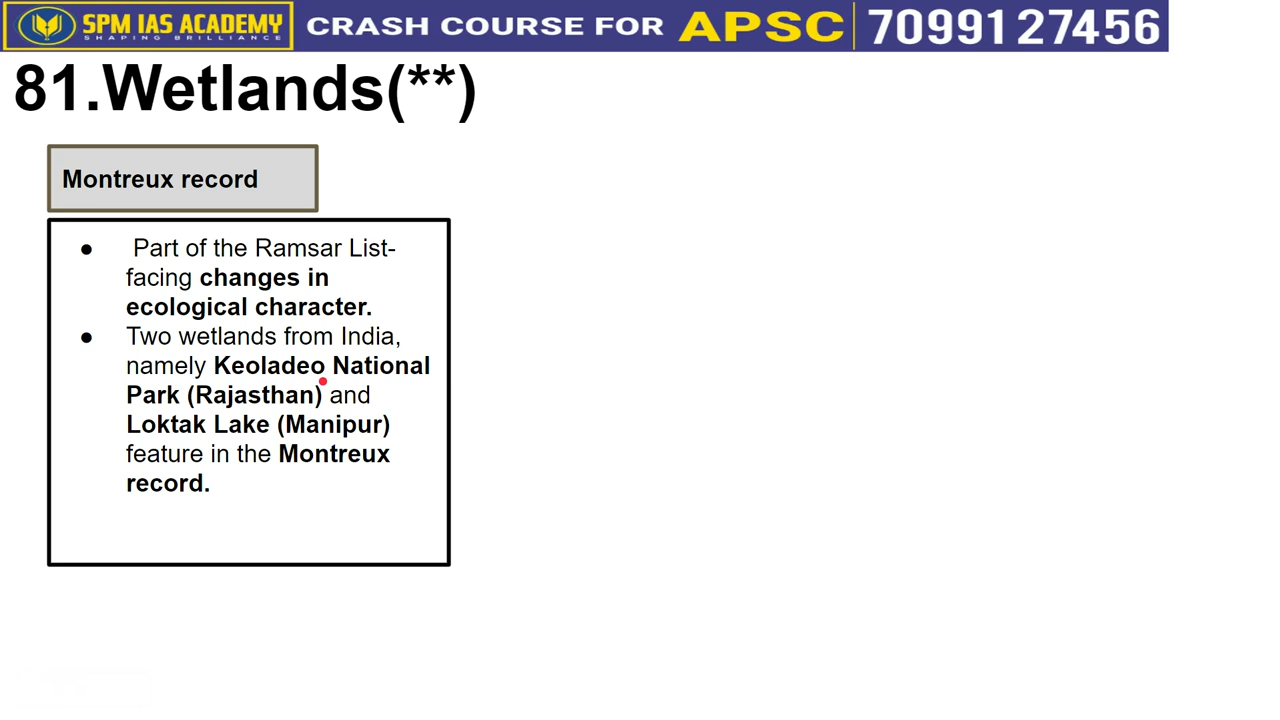 SPM IAS ACADEMY
SHAPING BRILLIANCE
CRASH COURSE FOR APSC 70991 27456
81.Wetlands(**)
Montreux record
● Part of the Ramsar List-
facing changes in
ecological character.
● Two wetlands from India,
namely Keoladeo National
Park (Rajasthan) and
Loktak Lake (Manipur)
feature in the Montreux
record.